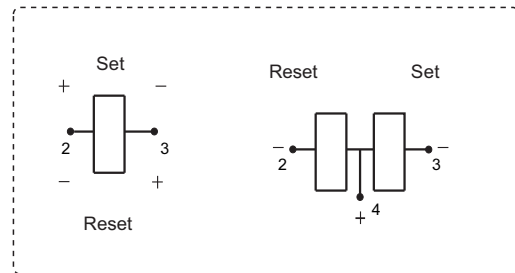 Set
+ −
2 3
− +
Reset
Reset Set
− 2 3 −
4
+